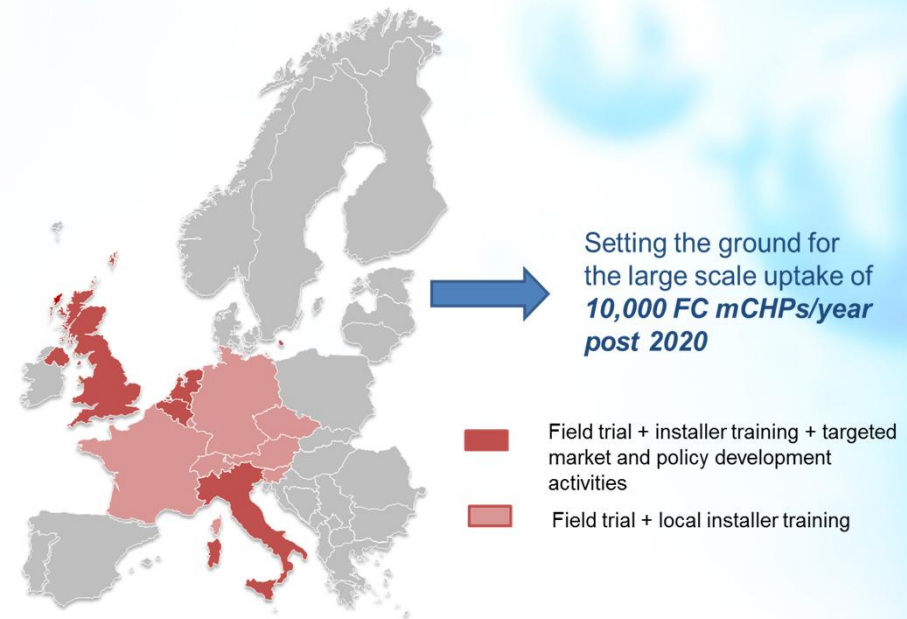 Setting the ground for
the large scale uptake of
10,000 FC mCHPs/year
post 2020
Field trial + installer training + targeted
market and policy development
activities
Field trial + local installer training